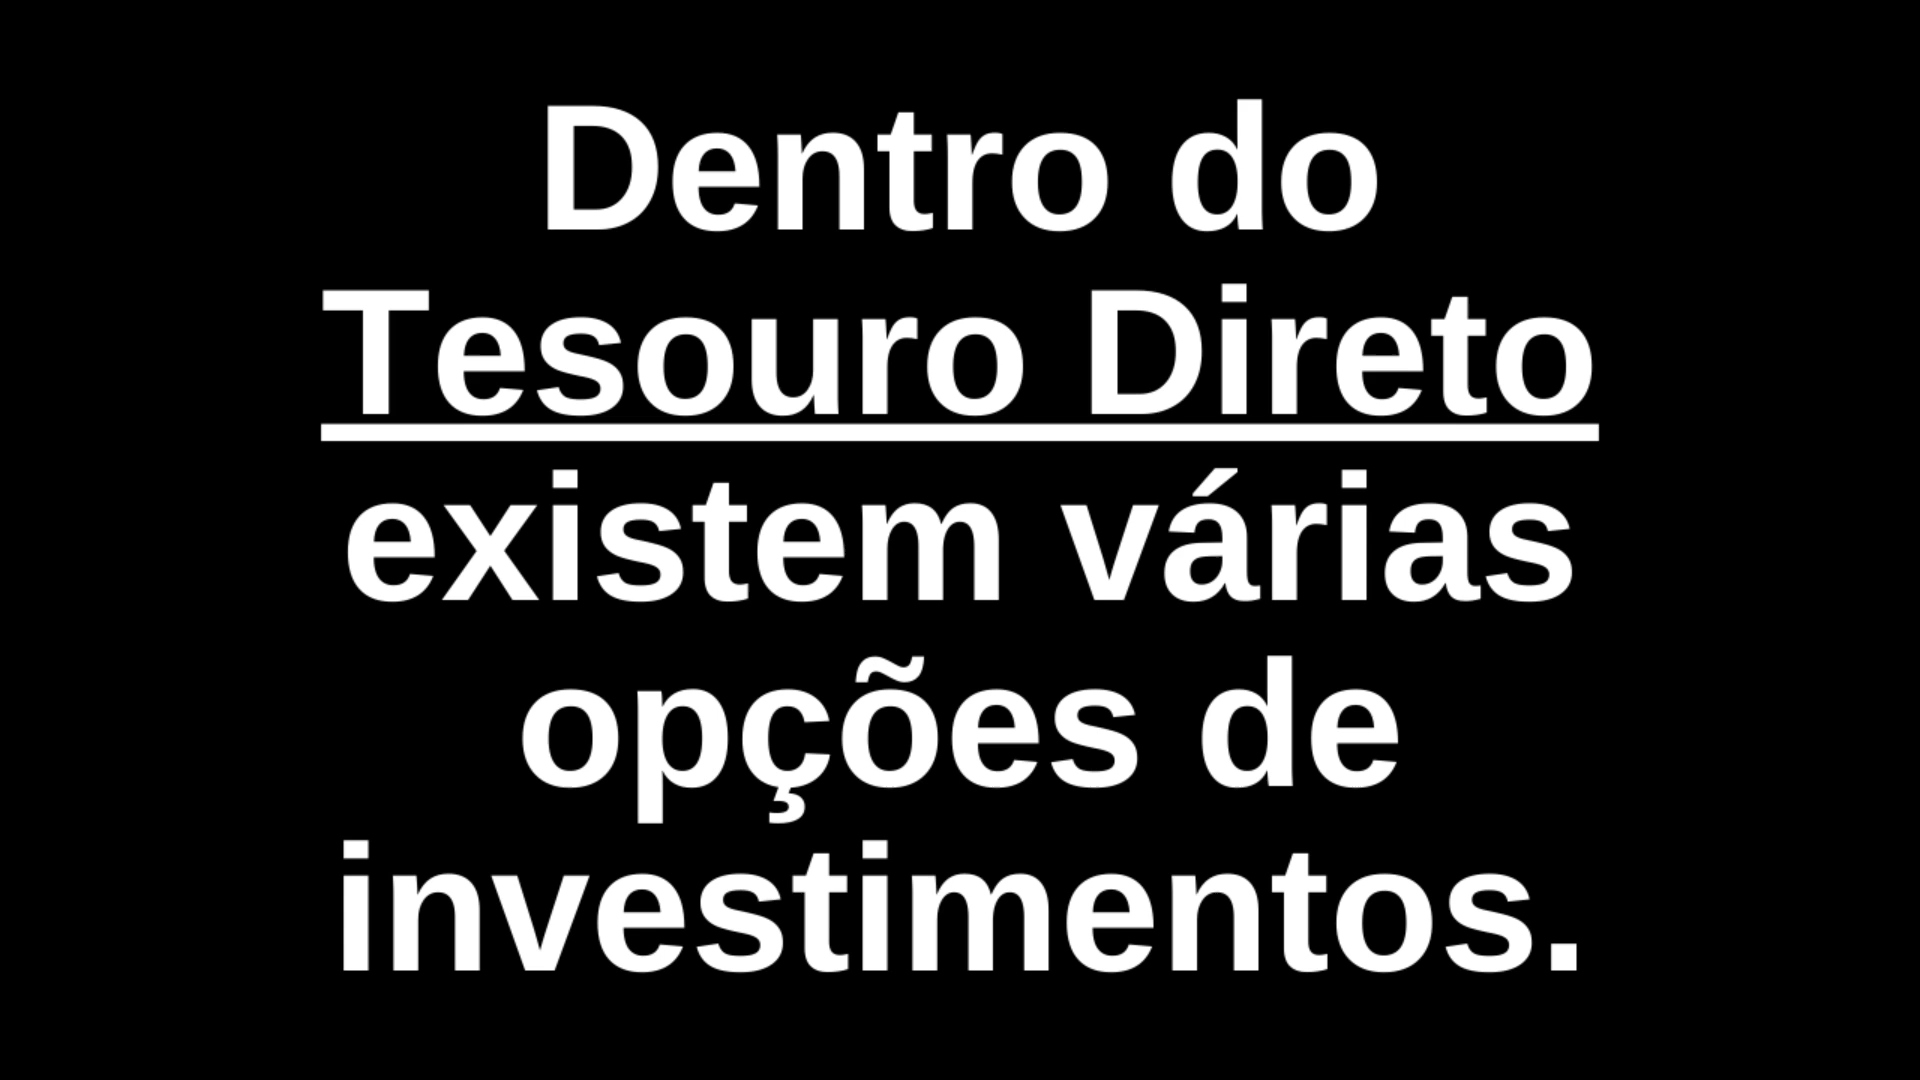 Dentro do
Tesouro Direto
existem várias
opções de
investimentos.